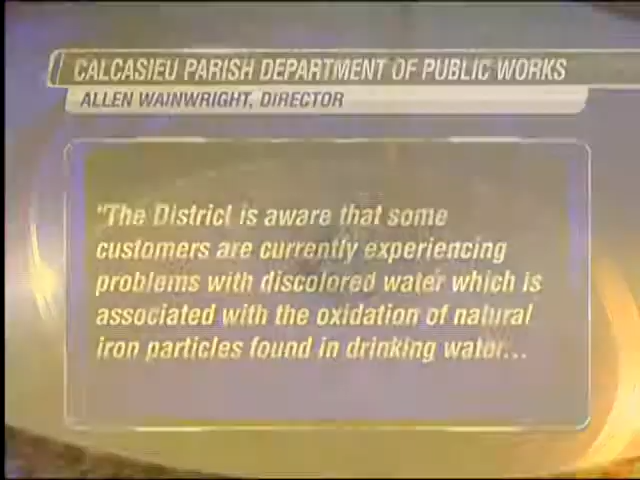 CALCASIEU PARISH DEPARTMENT OF PUBLIC WORKS
ALLEN WAINWRIGHT, DIRECTOR
"The District is aware that some
customers are currently experiencing
problems with discolored water which is
associated with the oxidation of natural
iron particles found in drinking water...